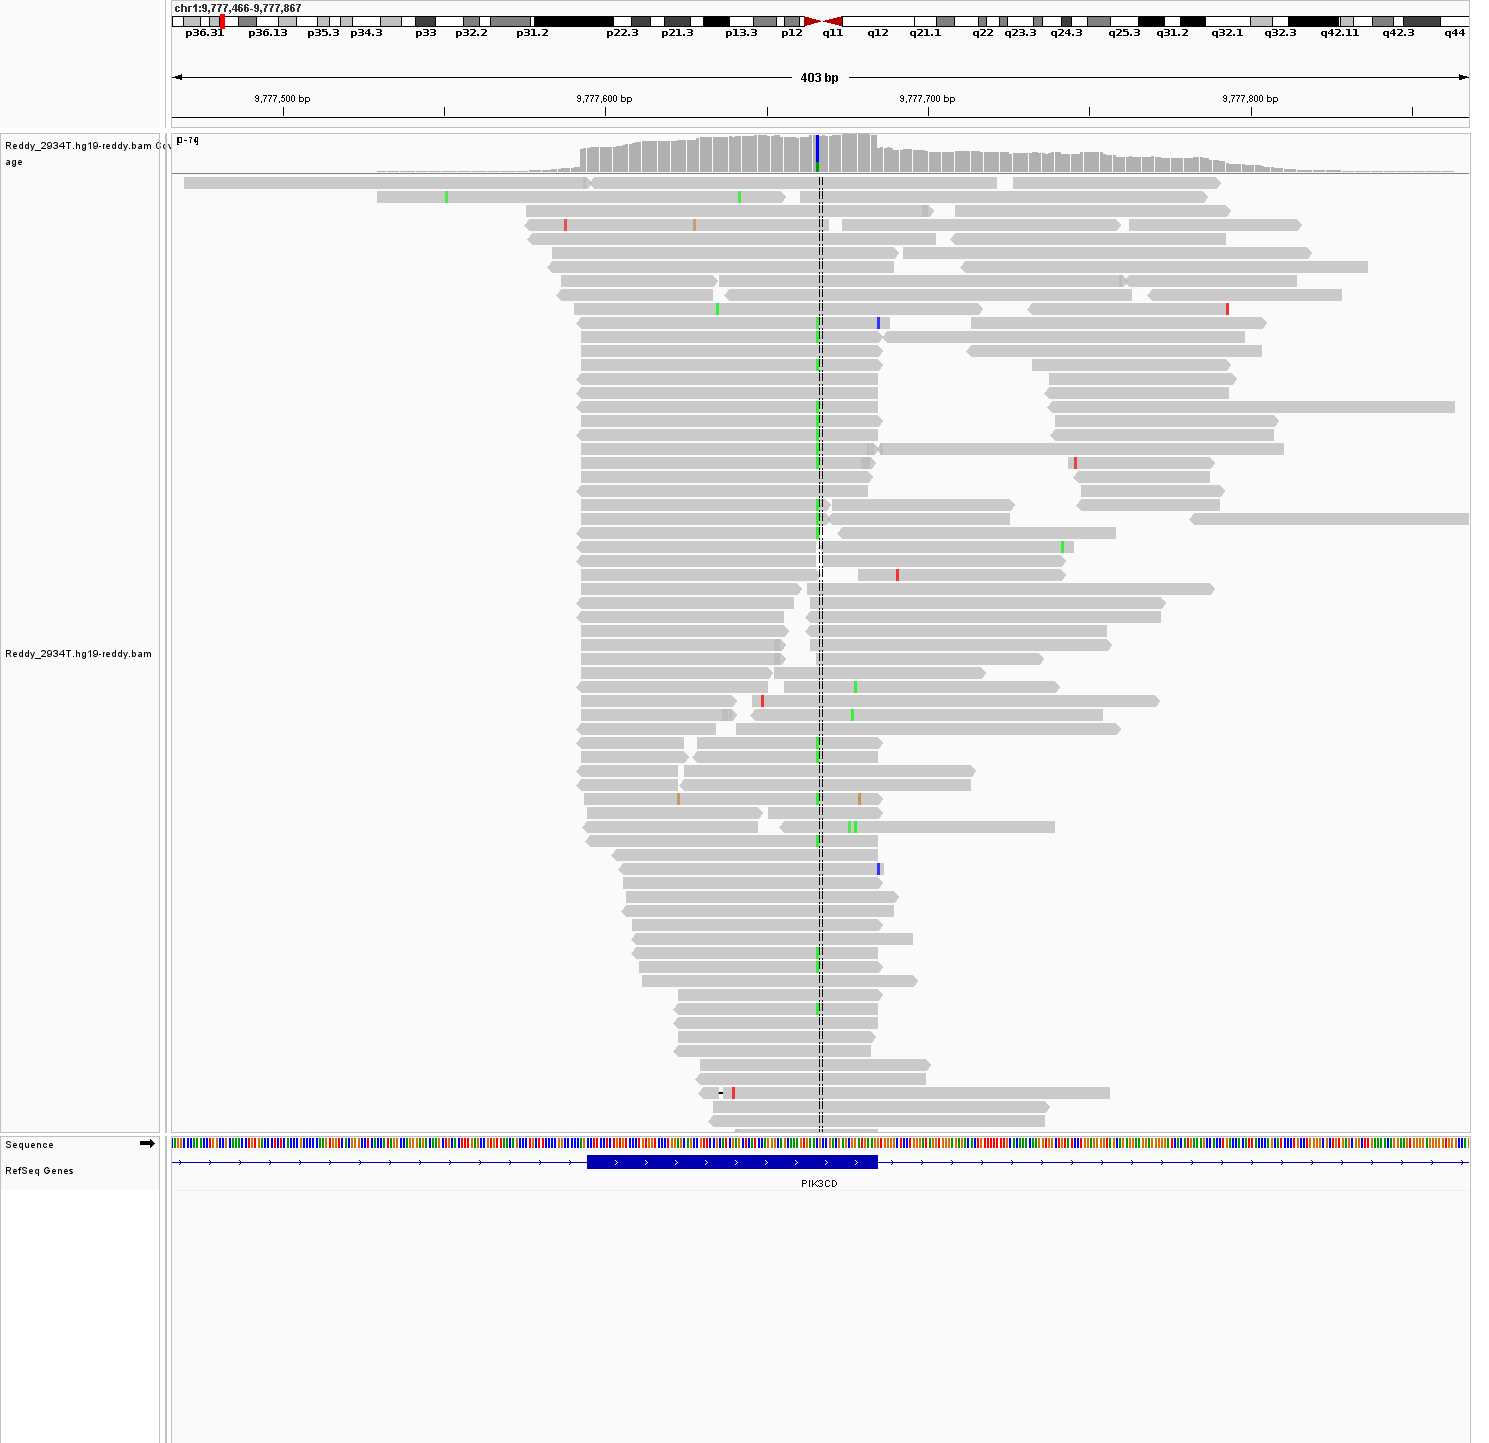 chr1:9,777,466-9,777,867
p36.31 p36.13 p35.3 p34.3 p33 p32.2 p31.2 p22.3 p21.3 p13.3 p12 q11 q12 q21.1 q22 q23.3 q24.3 q25.3 q31.2 q32.1 q32.3 q42.11 q42.3 q44
403 bp
9,777,500 bp 9,777,600 bp 9,777,700 bp 9,777,800 bp
[0-74]
Reddy_2934T.hg19-reddy.bam Cov
age
Reddy_2934T.hg19-reddy.bam
Sequence
RefSeq Genes
PIK3CD